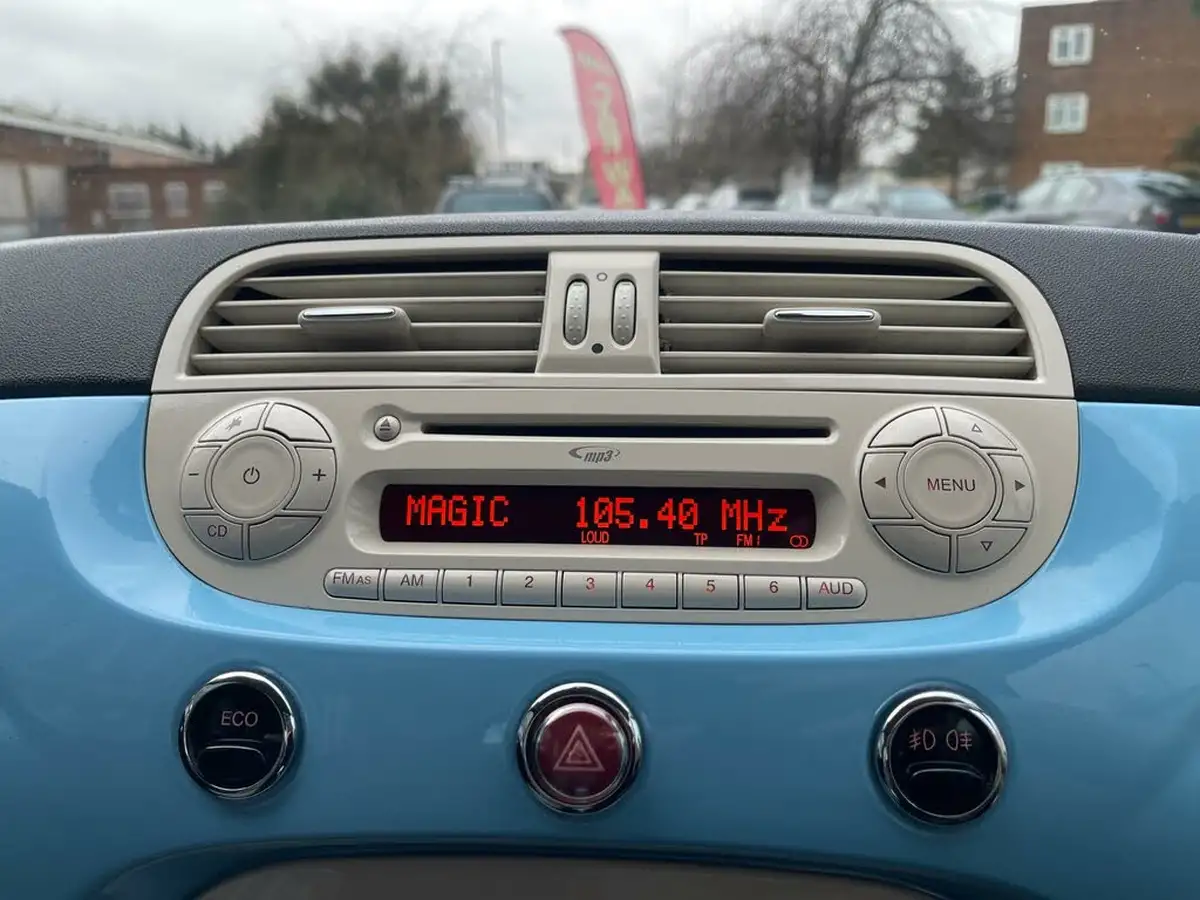 mp3
MAGIC 105.40 MHz
LOUD TP FM1
CD
MENU
FM AS AM 1 2 3 4 5 6 AUD
ECO